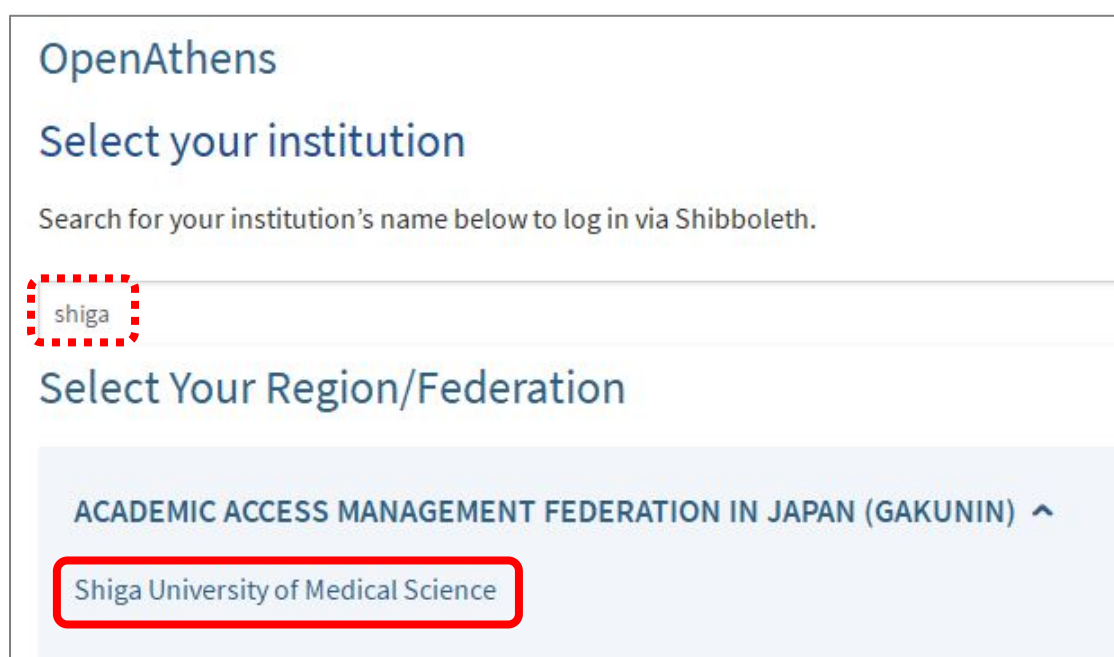 OpenAthens
Select your institution
Search for your institution’s name below to log in via Shibboleth.
shiga
Select Your Region/Federation
ACADEMIC ACCESS MANAGEMENT FEDERATION IN JAPAN (GAKUNIN)
Shiga University of Medical Science